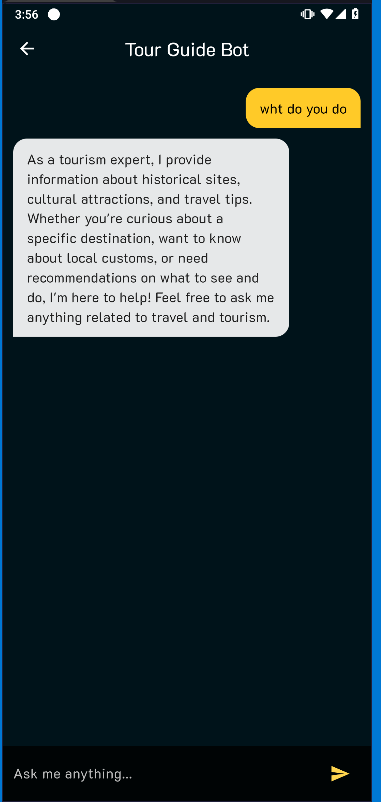 3:56
Tour Guide Bot
wht do you do
As a tourism expert, I provide
information about historical sites,
cultural attractions, and travel tips.
Whether you're curious about a
specific destination, want to know
about local customs, or need
recommendations on what to see and
do, I'm here to help! Feel free to ask me
anything related to travel and tourism.
Ask me anything...